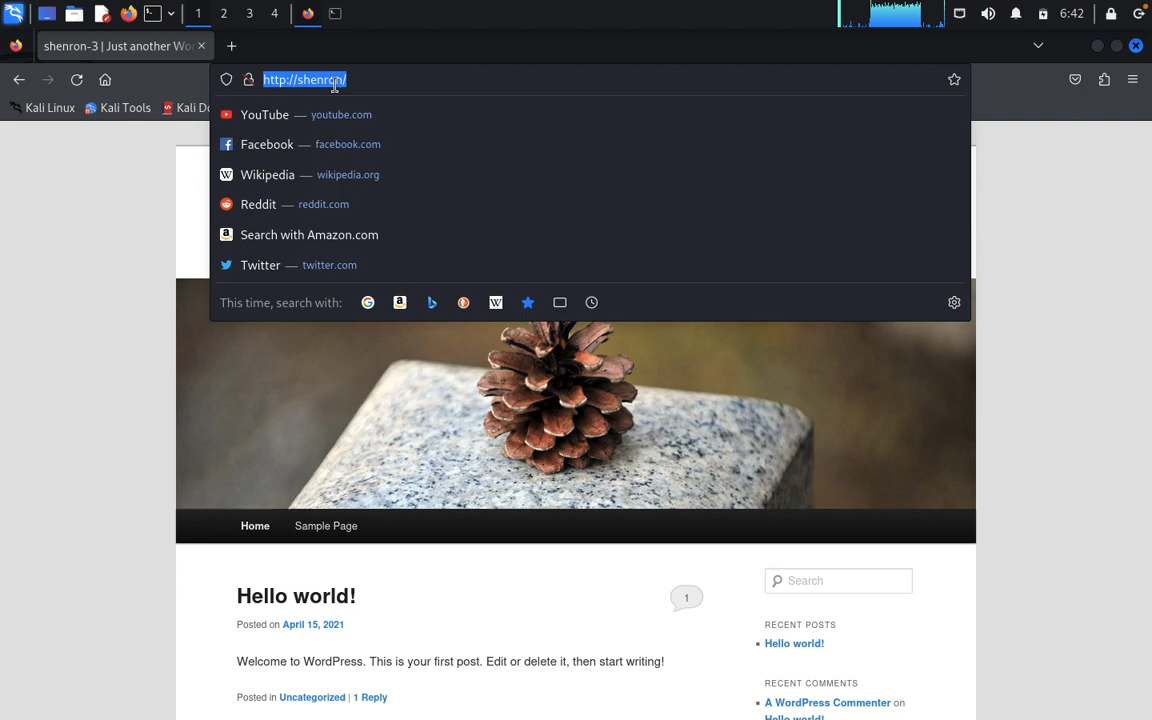 1 2 3 4
6:42
shenron-3 | Just another Wo
http://shenron/
Kali Linux Kali Tools Kali Do
YouTube — youtube.com
Facebook — facebook.com
Wikipedia — wikipedia.org
Reddit — reddit.com
Search with Amazon.com
Twitter — twitter.com
This time, search with:
Home Sample Page
Hello world!
1
Posted on April 15, 2021
Welcome to WordPress. This is your first post. Edit or delete it, then start writing!
Posted in Uncategorized | 1 Reply
Search
RECENT POSTS
Hello world!
RECENT COMMENTS
A WordPress Commenter on
Hello world!